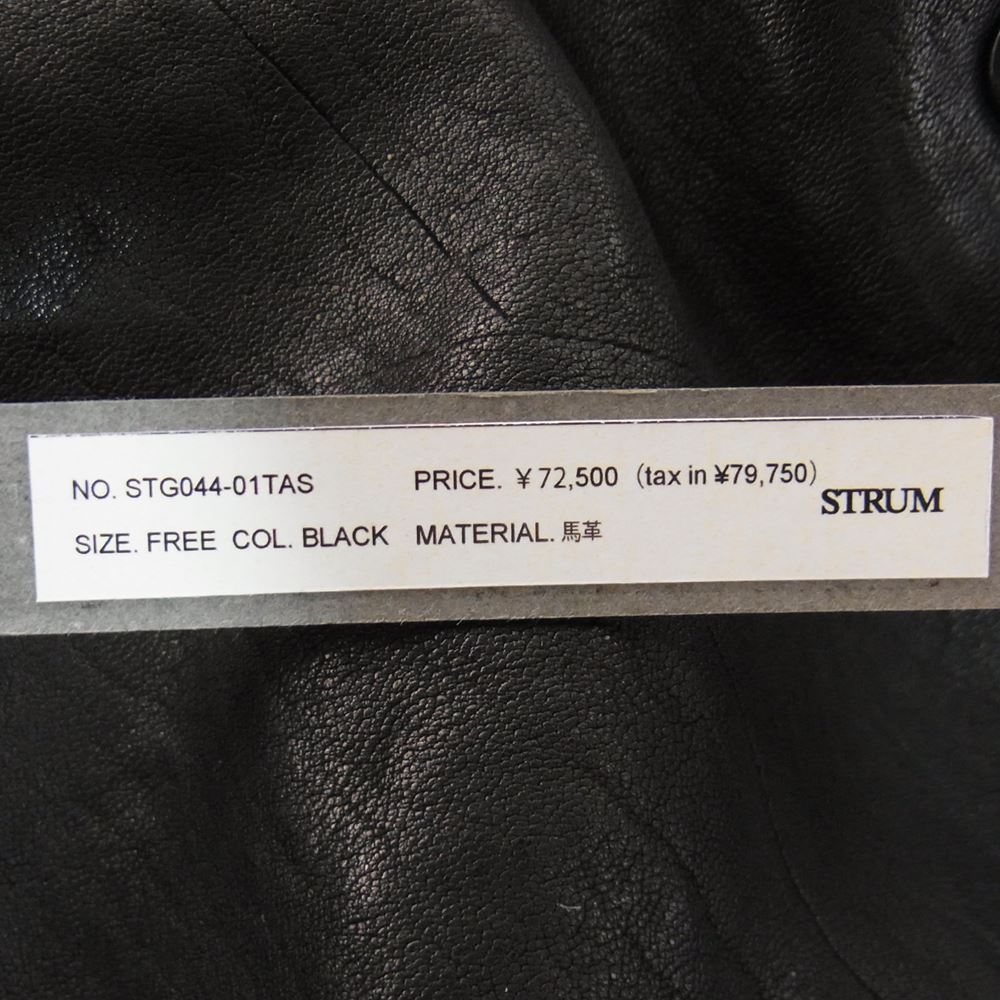 NO. STG044-01TAS PRICE. ¥72,500 (tax in ¥79,750)
STRUM
SIZE. FREE COL. BLACK MATERIAL. 馬革